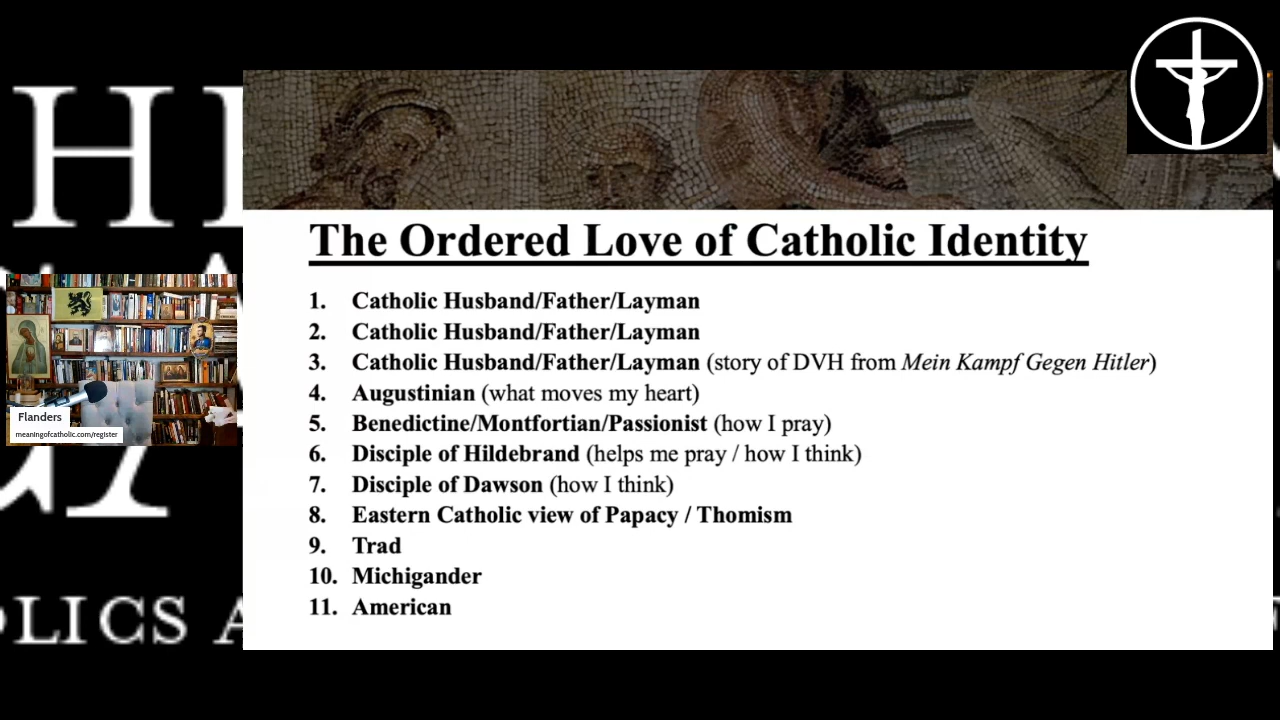 The Ordered Love of Catholic Identity
1. Catholic Husband/Father/Layman
2. Catholic Husband/Father/Layman
3. Catholic Husband/Father/Layman (story of DVH from Mein Kampf Gegen Hitler)
4. Augustinian (what moves my heart)
5. Benedictine/Montfortian/Passionist (how I pray)
6. Disciple of Hildebrand (helps me pray / how I think)
7. Disciple of Dawson (how I think)
8. Eastern Catholic view of Papacy / Thomism
9. Trad
10. Michigander
11. American
Flanders
meaningofcatholic.com/register